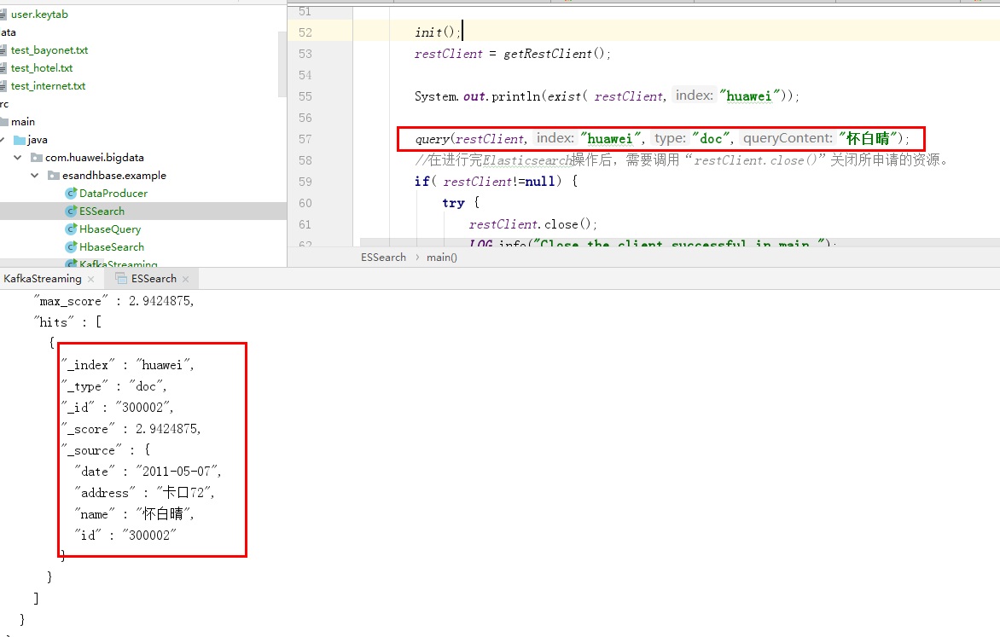 user.keytab
ata
test_bayonet.txt
test_hotel.txt
test_internet.txt
rc
main
java
com.huawei.bigdata
esandhbase.example
DataProducer
ESSearch
HbaseQuery
HbaseSearch
KafkaStreaming
51
52 init();
53 restClient = getRestClient();
54
55 System.out.println(exist( restClient, index: "huawei"));
56
57 query(restClient, index: "huawei", type: "doc", queryContent: "怀白晴");
58 //在进行完Elasticsearch操作后，需要调用“restClient.close()”关闭所申请的资源。
59 if( restClient!=null) {
60 try {
61 restClient.close();
62 LOG.info("Close the client successful in main.");
ESSearch › main()
KafkaStreaming × ESSearch ×
"max_score" : 2.9424875,
"hits" : [
{
"_index" : "huawei",
"_type" : "doc",
"_id" : "300002",
"_score" : 2.9424875,
"_source" : {
"date" : "2011-05-07",
"address" : "卡口72",
"name" : "怀白晴",
"id" : "300002"
}
}
]
}